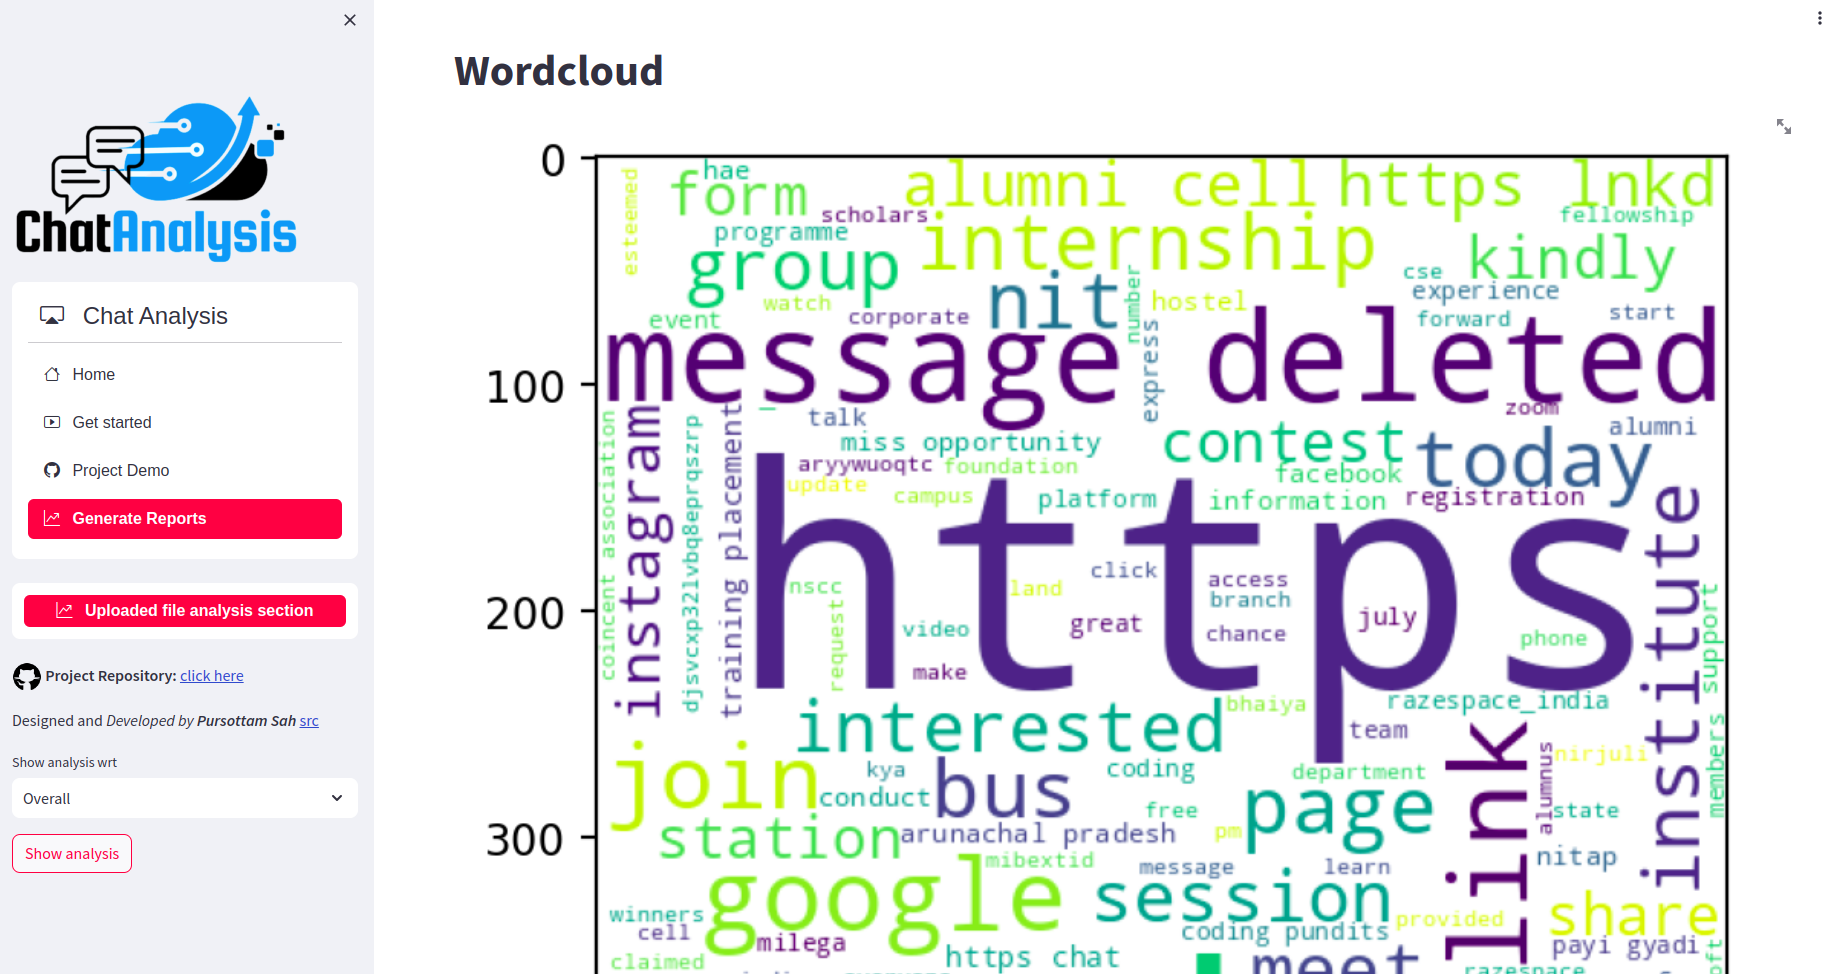 ChatAnalysis
Chat Analysis
Home
Get started
Project Demo
Generate Reports
Uploaded file analysis section
Project Repository: click here
Designed and Developed by Pursottam Sah src
Show analysis wrt
Overall
Show analysis
Wordcloud
0
100
200
300
esteemed
hae
form
alumni cell
https lnkd
scholars
fellowship
programme
internship
group
kindly
nit
number
cse
watch
hostel
experience
event
corporate
forward
start
message deleted
express
instagram
talk
zoom
alumni
coincent association
djsvcxp32lvbq8eprqszrp
training placement
miss opportunity
contest
today
aryywuoqtc
foundation
facebook
update
campus
platform
information
registration
https
institute
nscc
land
click
access
branch
request
video
great
chance
july
phone
support
make
interested
bhaiya
razespace_india
team
join
kya
bus
coding
department
link
alumnus
nirjuli
members
conduct
free
page
state
station
arunachal pradesh
pm
mibextid
message
learn
nitap
google
session
provided
share
winners
cell
milega
coding pundits
payi gyadi
claimed
https chat
meet
razespace